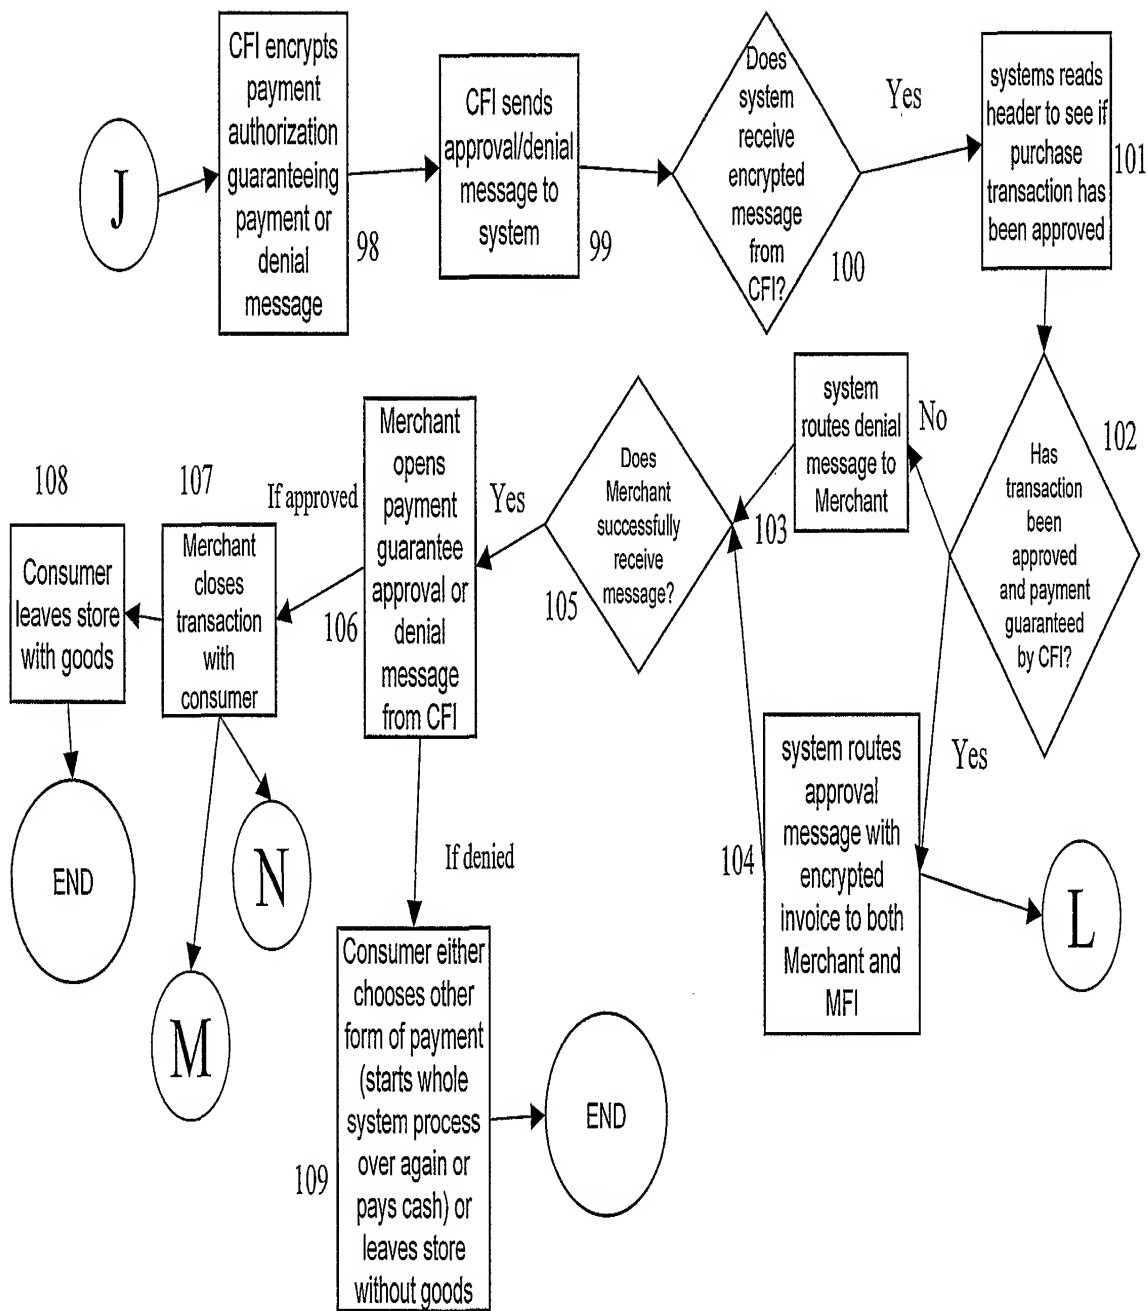 J
CFI encrypts
payment
authorization
guaranteeing
payment or
denial
message
98
CFI sends
approval/denial
message to
system
99
Does
system
receive
encrypted
message
from
CFI?
100
Yes
systems reads
header to see if
purchase
transaction has
been approved
101
102
Has
transaction
been
approved
and payment
guaranteed
by CFI?
No
system
routes denial
message to
Merchant
103
Yes
system routes
approval
message with
encrypted
invoice to both
Merchant and
MFI
104
L
Does
Merchant
successfully
receive
message?
105
Yes
Merchant
opens
payment
guarantee
approval or
denial
message
from CFI
106
If approved
107
Merchant
closes
transaction
with
consumer
108
Consumer
leaves store
with goods
END
N
M
If denied
Consumer either
chooses other
form of payment
(starts whole
system process
over again or
pays cash) or
leaves store
without goods
109
END